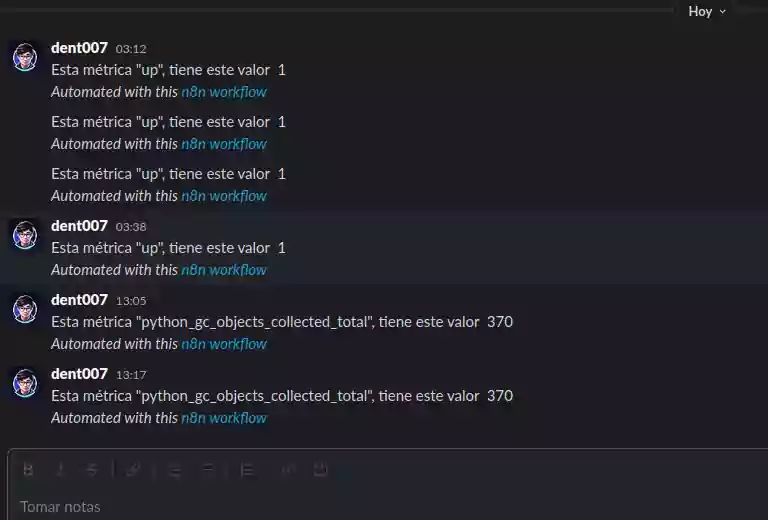 Hoy
dent007 03:12
Esta métrica "up", tiene este valor  1
Automated with this n8n workflow
Esta métrica "up", tiene este valor  1
Automated with this n8n workflow
Esta métrica "up", tiene este valor  1
Automated with this n8n workflow
dent007 03:38
Esta métrica "up", tiene este valor  1
Automated with this n8n workflow
dent007 13:05
Esta métrica "python_gc_objects_collected_total", tiene este valor  370
Automated with this n8n workflow
dent007 13:17
Esta métrica "python_gc_objects_collected_total", tiene este valor  370
Automated with this n8n workflow
B I S
Tomar notas